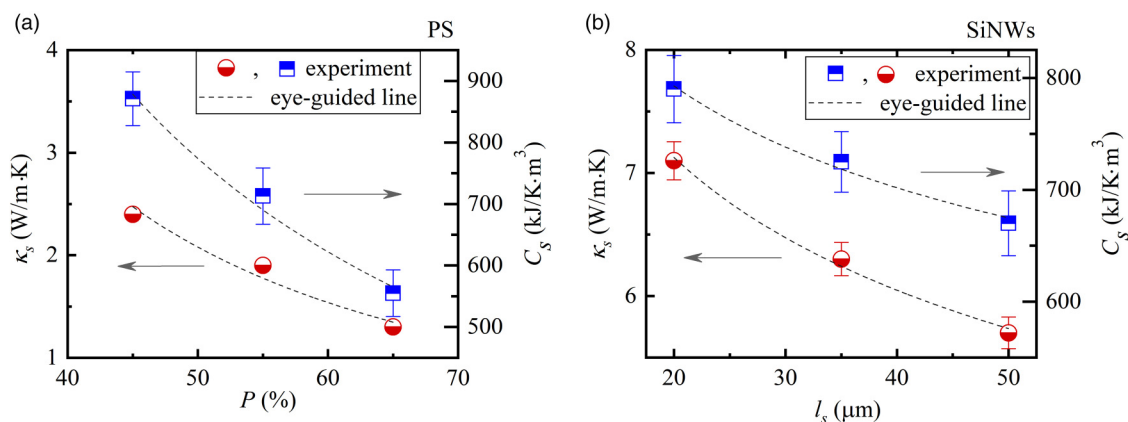 (a)
PS
experiment
eye-guided line
4
3
2
1
κs (W/m·K)
900
800
700
600
500
Cs (kJ/K·m³)
40 50 60 70
P (%)
(b)
SiNWs
experiment
eye-guided line
8
7
6
κs (W/m·K)
800
700
600
Cs (kJ/K·m³)
20 30 40 50
ls (μm)